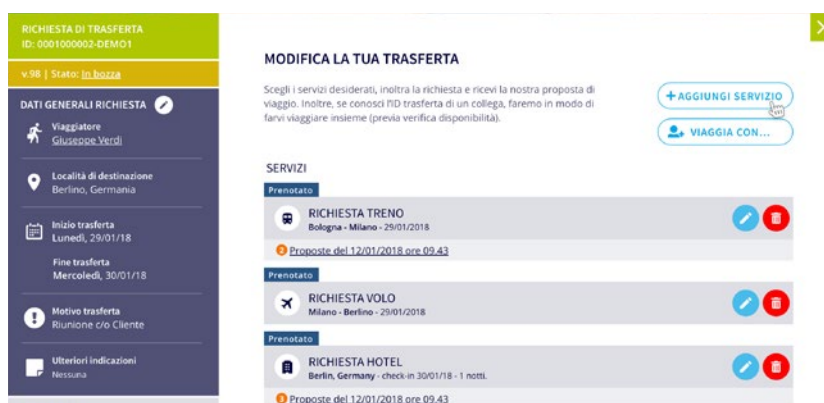 RICHIESTA DI TRASFERTA
ID: 0001000002-DEMO1
v.98 | Stato: In bozza
DATI GENERALI RICHIESTA
Viaggiatore
Giuseppe Verdi
Località di destinazione
Berlino, Germania
Inizio trasferta
Lunedì, 29/01/18
Fine trasferta
Mercoledì, 30/01/18
Motivo trasferta
Riunione c/o Cliente
Ulteriori indicazioni
Nessuna
MODIFICA LA TUA TRASFERTA
Scegli i servizi desiderati, inoltra la richiesta e ricevi la nostra proposta di
viaggio. Inoltre, se conosci l'ID trasferta di un collega, faremo in modo di
farvi viaggiare insieme (previa verifica disponibilità).
+ AGGIUNGI SERVIZIO
VIAGGIA CON...
SERVIZI
Prenotato
RICHIESTA TRENO
Bologna - Milano - 29/01/2018
2 Proposte del 12/01/2018 ore 09.43
Prenotato
RICHIESTA VOLO
Milano - Berlino - 29/01/2018
Prenotato
RICHIESTA HOTEL
Berlin, Germany - check-in 30/01/18 - 1 notti.
3 Proposte del 12/01/2018 ore 09.43